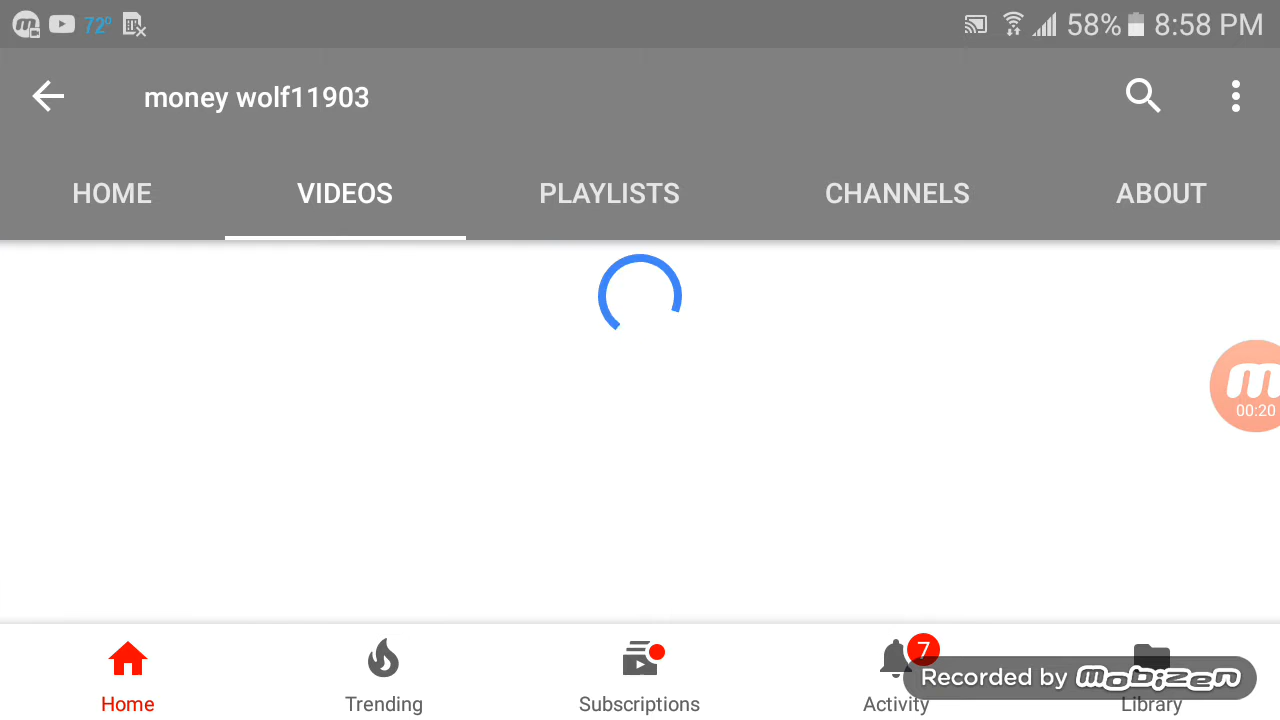 72° 58% 8:58 PM
money wolf11903
HOME VIDEOS PLAYLISTS CHANNELS ABOUT
00:20
7
Recorded by mobizen
Home Trending Subscriptions Activity Library